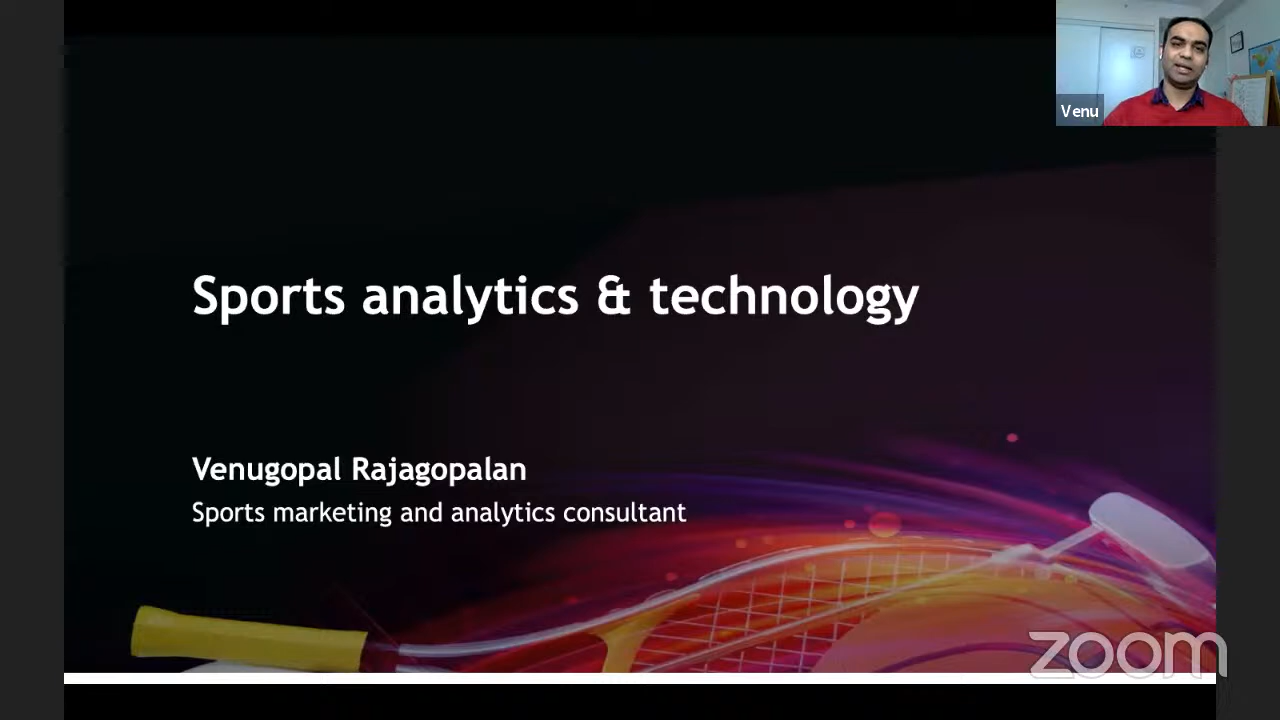 Venu
Sports analytics & technology
Venugopal Rajagopalan
Sports marketing and analytics consultant
zoom